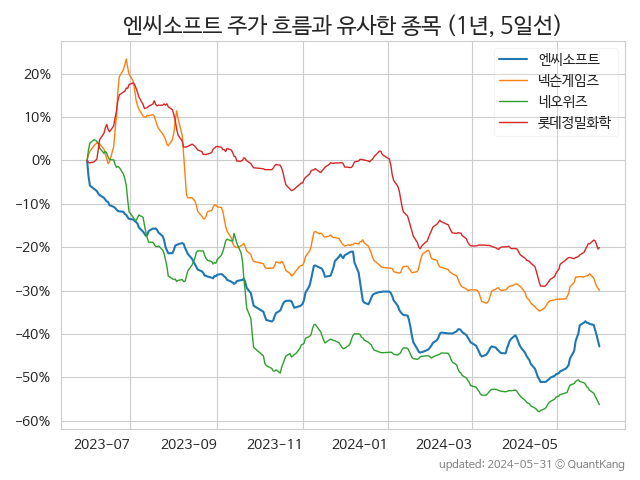 엔씨소프트 주가 흐름과 유사한 종목 (1년, 5일선)
엔씨소프트
넥슨게임즈
네오위즈
롯데정밀화학
20%
10%
0%
−10%
−20%
−30%
−40%
−50%
−60%
2023-07 2023-09 2023-11 2024-01 2024-03 2024-05
updated: 2024-05-31 © QuantKang